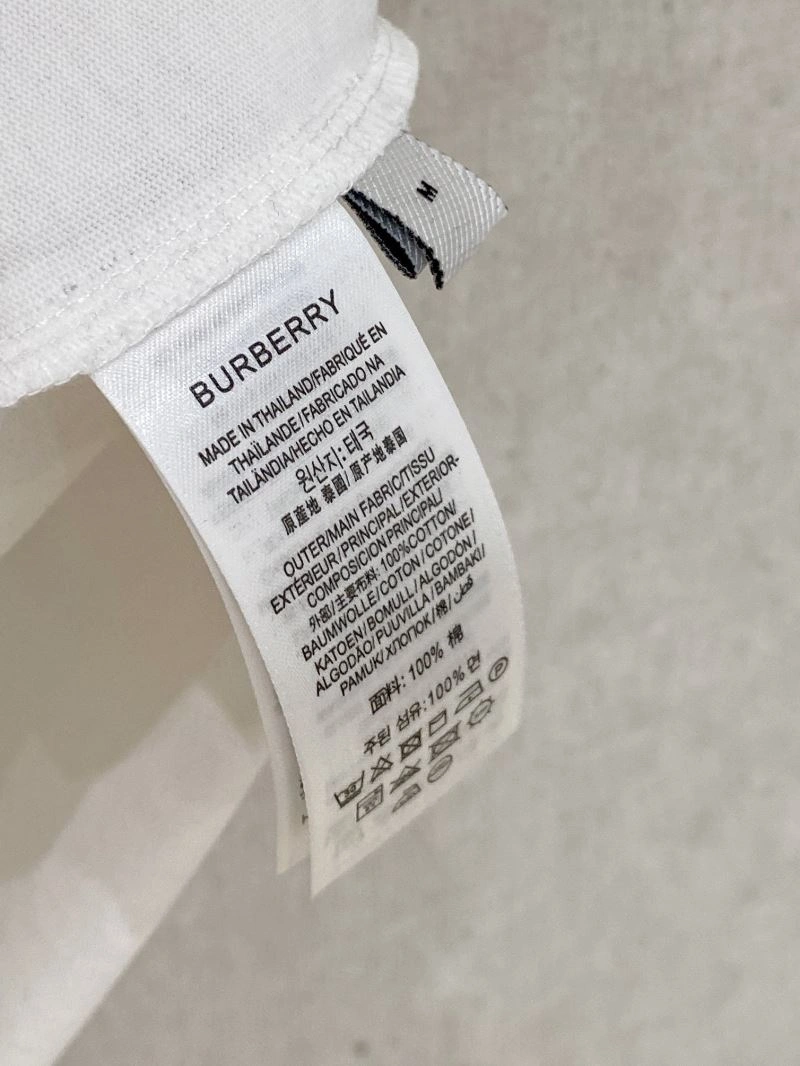 M
BURBERRY
MADE IN THAILAND/FABRIQUÉ EN
THAÏLANDE/FABRICADO NA
TAILÂNDIA/HECHO EN TAILANDIA
원산지: 태국
原産地 泰國/ 原产地泰国
OUTER/MAIN FABRIC/TISSU
EXTÉRIEUR/PRINCIPAL/EXTERIOR-
COMPOSICION PRINCIPAL/
外部/主要布料: 100%COTTON/
BAUMWOLLE/COTON/COTONE/
KATOEN/BOMULL/ALGODÓN/
ALGODÃO/PUUVILLA/BAMBAKI/
PAMUK/ХЛОПОК/棉/قطن
面料: 100% 棉
주된 섬유:100% 면